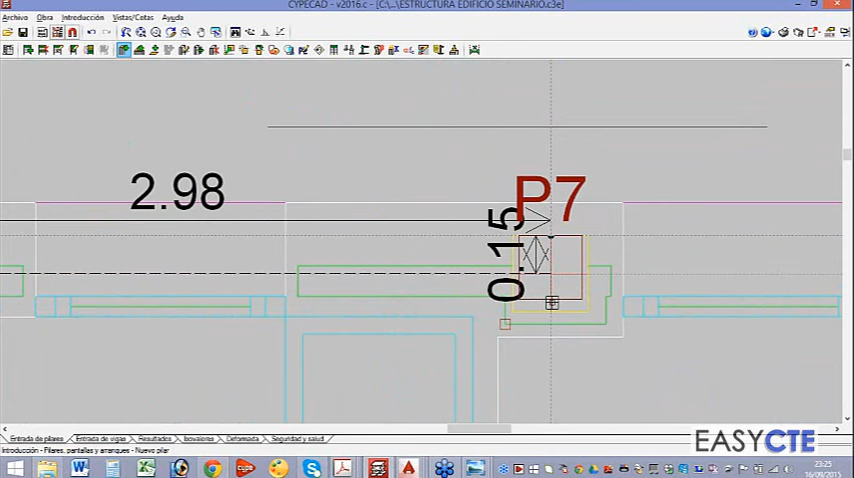 CYPECAD - v2016.c - [C:\...\ESTRUCTURA EDIFICIO SEMINARIO.c3e]
Archivo Obra Introducción Vistas/Cotas Ayuda
P7
2.98
0.15
Entrada de pilares Entrada de vigas Resultados Isovalores Deformada Seguridad y salud
Introducción - Pilares, pantallas y arranques - Nuevo pilar
EASYCTE
23:25
16/09/2015